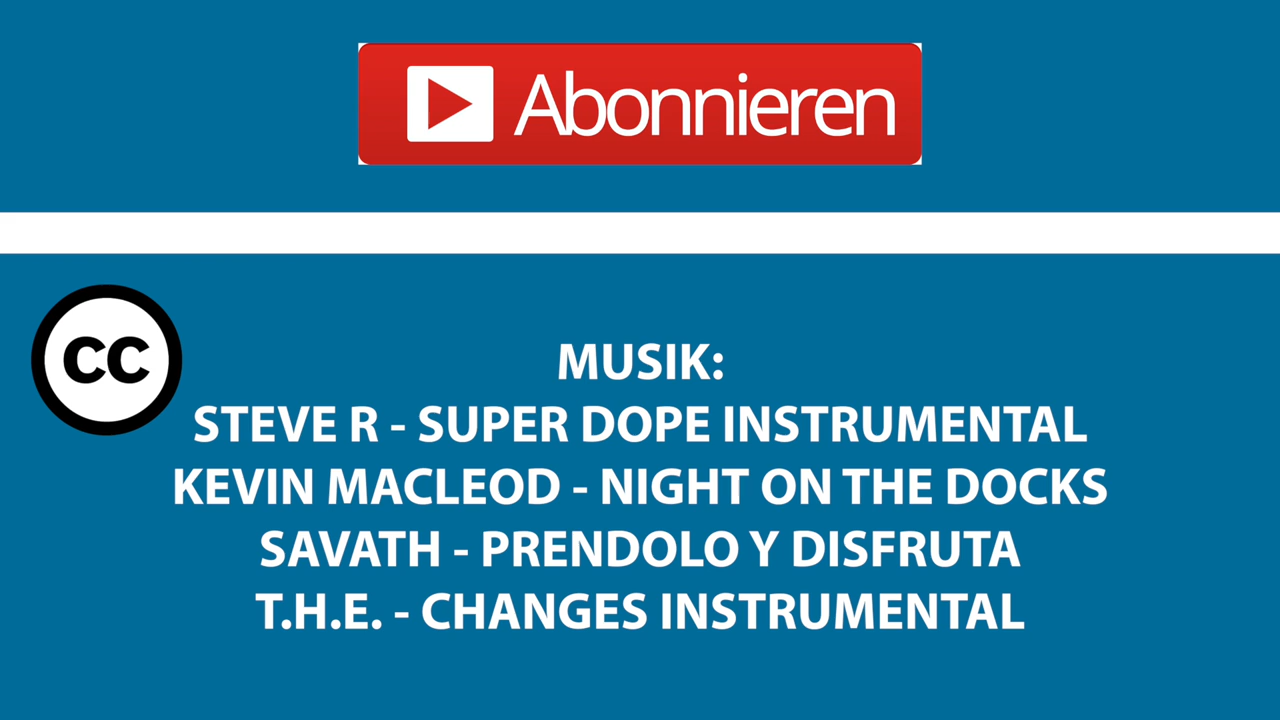 Abonnieren
CC
MUSIK:
STEVE R - SUPER DOPE INSTRUMENTAL
KEVIN MACLEOD - NIGHT ON THE DOCKS
SAVATH - PRENDOLO Y DISFRUTA
T.H.E. - CHANGES INSTRUMENTAL